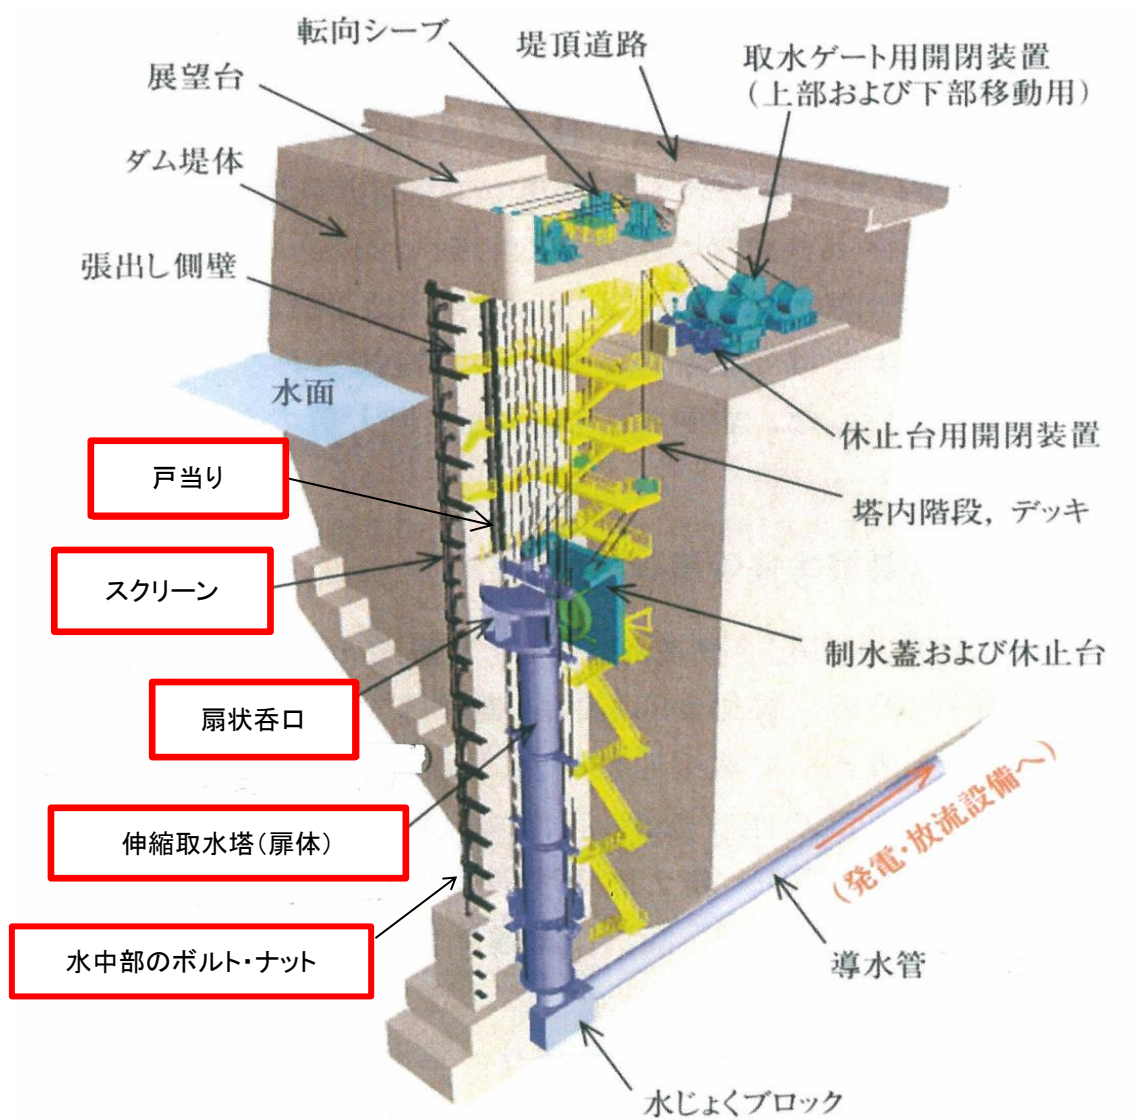 転向シーブ
堤頂道路
取水ゲート用開閉装置
(上部および下部移動用)
展望台
ダム堤体
張出し側壁
水面
休止台用開閉装置
戸当り
塔内階段, デッキ
スクリーン
制水蓋および休止台
扇状呑口
伸縮取水塔(扉体)
(発電・放流設備へ)
水中部のボルト・ナット
導水管
水じょくブロック